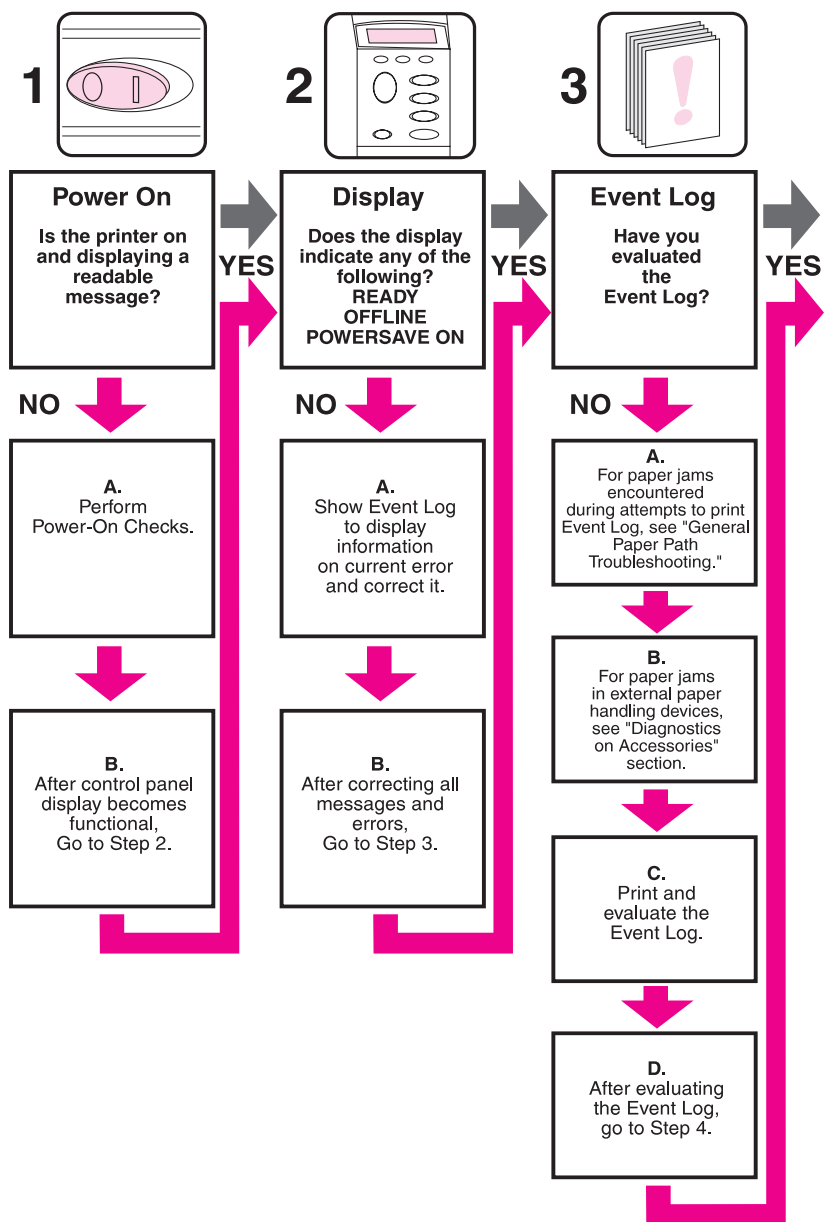 1
Power On
Is the printer on
and displaying a
readable
message?
YES
NO
A.
Perform
Power-On Checks.
B.
After control panel
display becomes
functional,
Go to Step 2.
2
Display
Does the display
indicate any of the
following?
READY
OFFLINE
POWERSAVE ON
YES
NO
A.
Show Event Log
to display
information
on current error
and correct it.
B.
After correcting all
messages and
errors,
Go to Step 3.
3
Event Log
Have you
evaluated
the
Event Log?
YES
NO
A.
For paper jams
encountered
during attempts to print
Event Log, see "General
Paper Path
Troubleshooting."
B.
For paper jams
in external paper
handling devices,
see "Diagnostics
on Accessories"
section.
C.
Print and
evaluate the
Event Log.
D.
After evaluating
the Event Log,
go to Step 4.